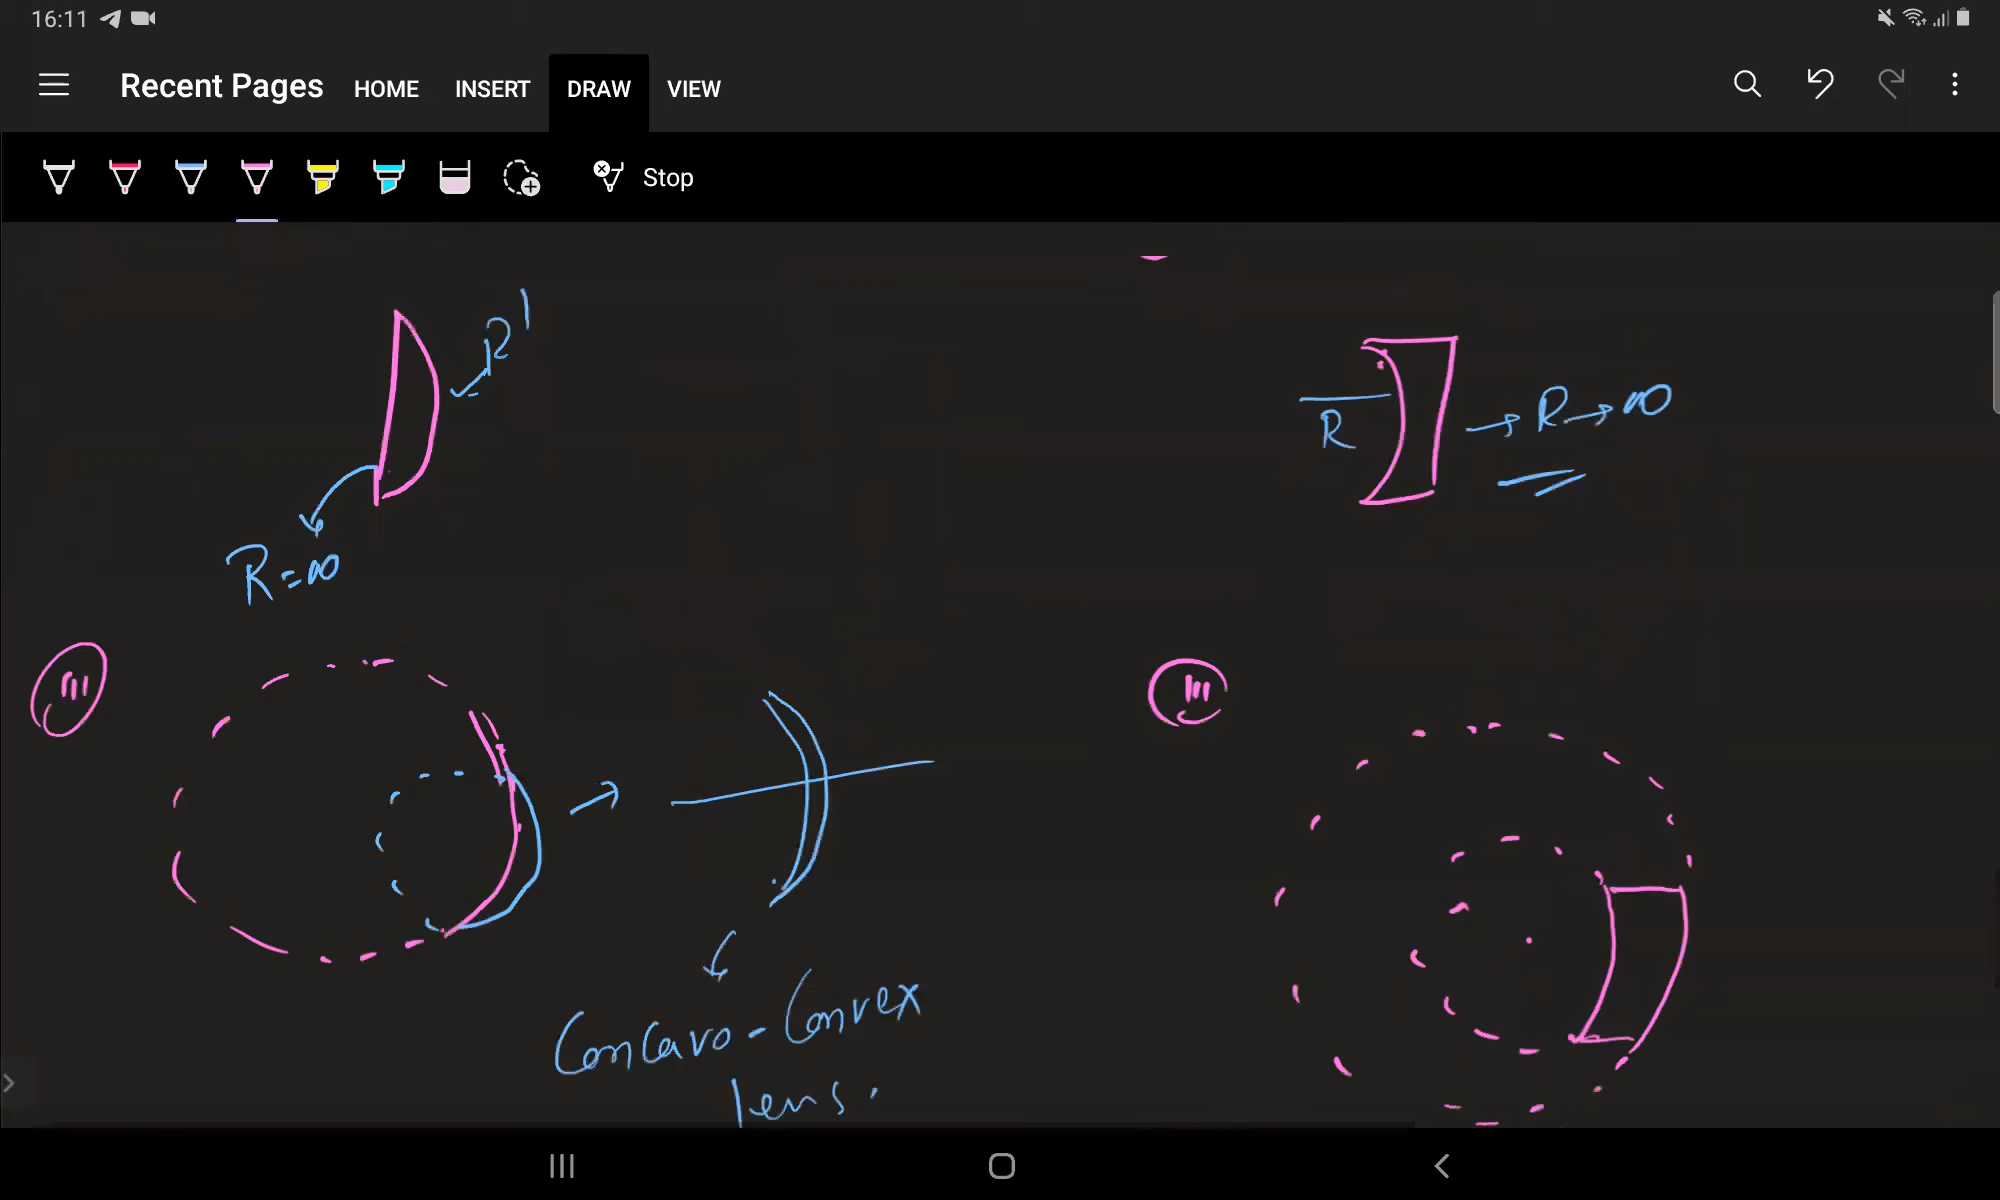 16:11
Recent Pages HOME INSERT DRAW VIEW
Stop
R'
R=∞
R
→ R→∞
III
III
Concavo-Convex
lens.